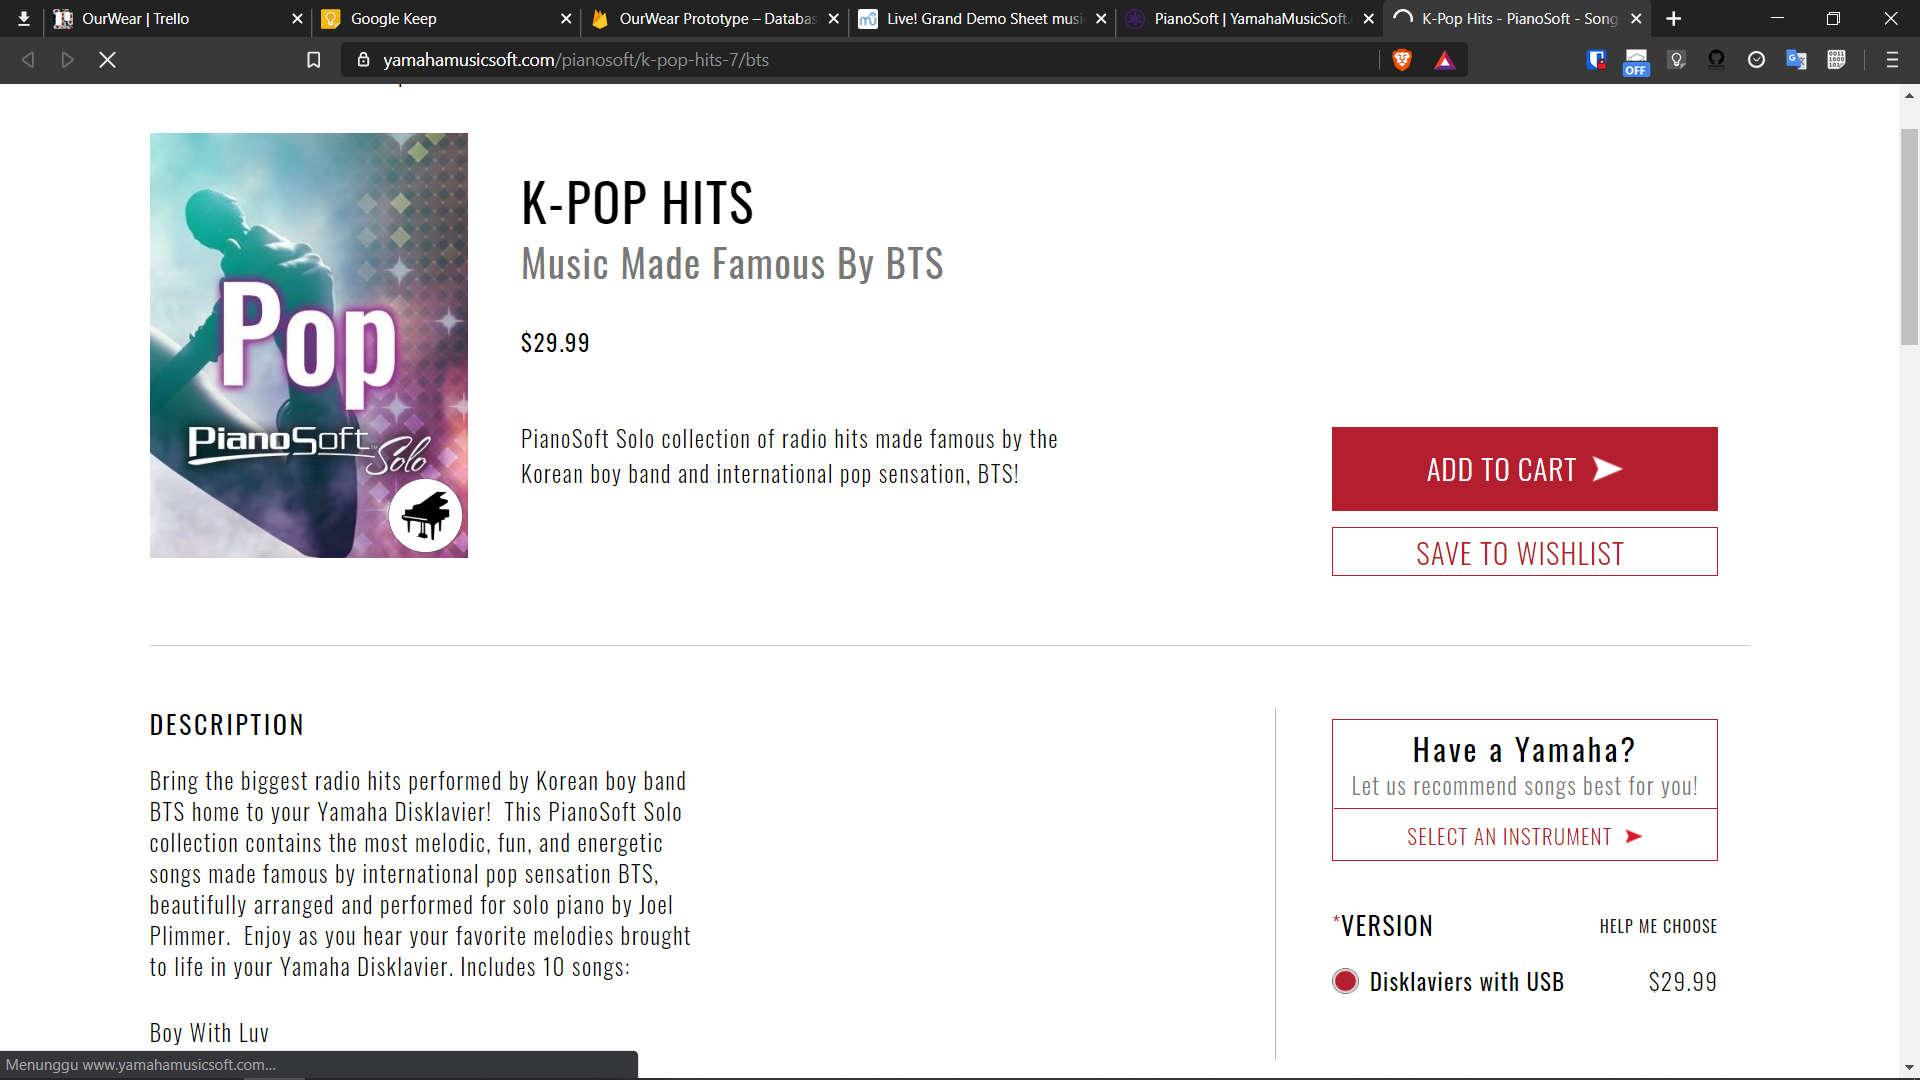 OurWear | Trello
Google Keep
OurWear Prototype – Databas
Live! Grand Demo Sheet musi
PianoSoft | YamahaMusicSoft.
K-Pop Hits - PianoSoft - Song
yamahamusicsoft.com/pianosoft/k-pop-hits-7/bts
OFF
Pop
PianoSoft Solo
K-POP HITS
Music Made Famous By BTS
$29.99
PianoSoft Solo collection of radio hits made famous by the
Korean boy band and international pop sensation, BTS!
ADD TO CART
SAVE TO WISHLIST
DESCRIPTION
Bring the biggest radio hits performed by Korean boy band
BTS home to your Yamaha Disklavier! This PianoSoft Solo
collection contains the most melodic, fun, and energetic
songs made famous by international pop sensation BTS,
beautifully arranged and performed for solo piano by Joel
Plimmer. Enjoy as you hear your favorite melodies brought
to life in your Yamaha Disklavier. Includes 10 songs:
Boy With Luv
Have a Yamaha?
Let us recommend songs best for you!
SELECT AN INSTRUMENT
*VERSION
HELP ME CHOOSE
Disklaviers with USB
$29.99
Menunggu www.yamahamusicsoft.com...